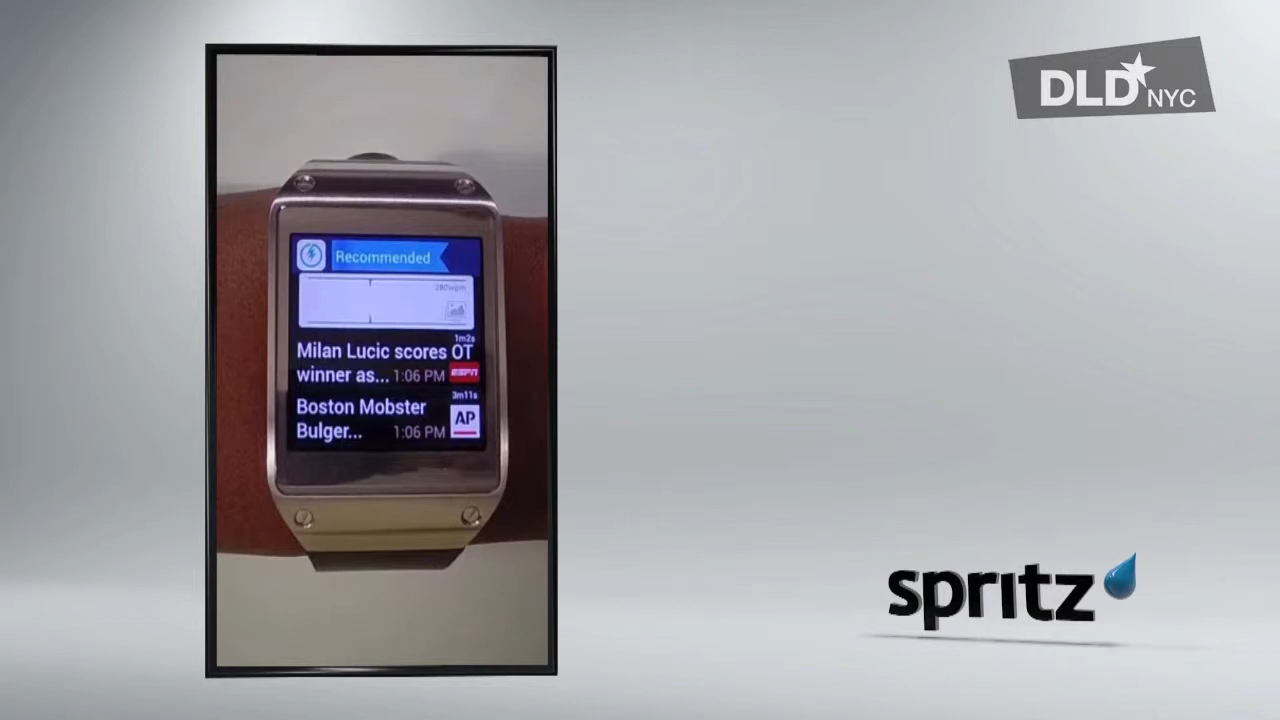 DLD NYC
Recommended
280wpm
1m2s
Milan Lucic scores OT
winner as... 1:06 PM ESPN
3m11s
Boston Mobster
Bulger... 1:06 PM AP
spritz